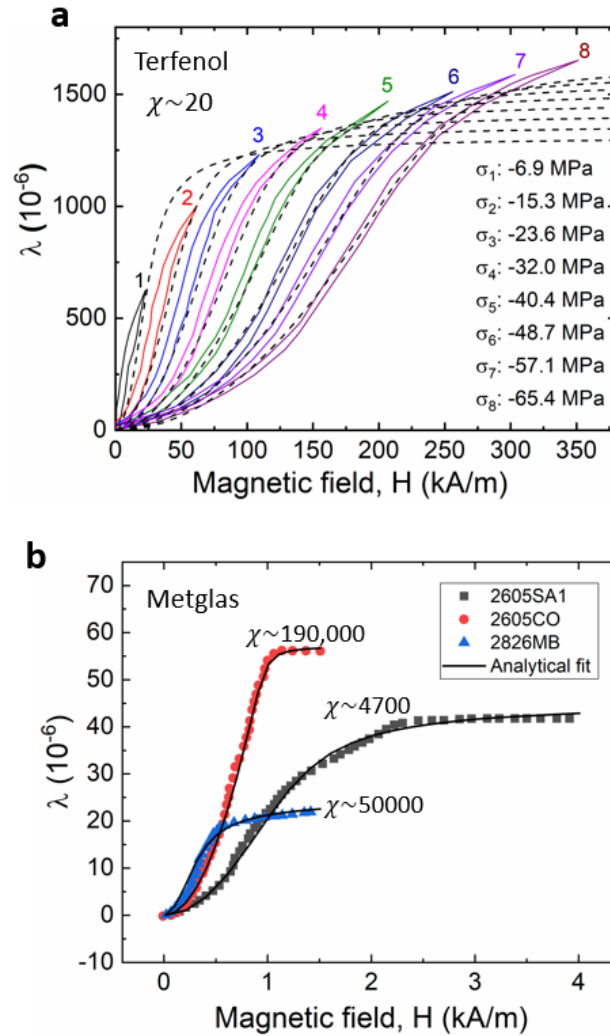 a
Terfenol
χ~20
1
2
3
4
5
6
7
8
σ1: -6.9 MPa
σ2: -15.3 MPa
σ3: -23.6 MPa
σ4: -32.0 MPa
σ5: -40.4 MPa
σ6: -48.7 MPa
σ7: -57.1 MPa
σ8: -65.4 MPa
1500
1000
500
0
λ (10-6)
0 50 100 150 200 250 300 350
Magnetic field, H (kA/m)
b
Metglas
2605SA1
2605CO
2826MB
Analytical fit
χ~190,000
χ~4700
χ~50000
70
60
50
40
30
20
10
0
-10
λ (10-6)
0 1 2 3 4
Magnetic field, H (kA/m)